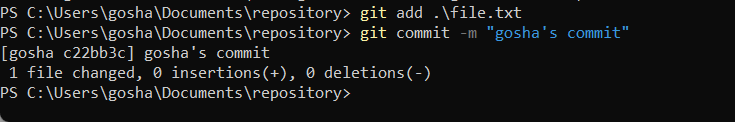 PS C:\Users\gosha\Documents\repository> git add .\file.txt
PS C:\Users\gosha\Documents\repository> git commit -m "gosha's commit"
[gosha c22bb3c] gosha's commit
 1 file changed, 0 insertions(+), 0 deletions(-)
PS C:\Users\gosha\Documents\repository>